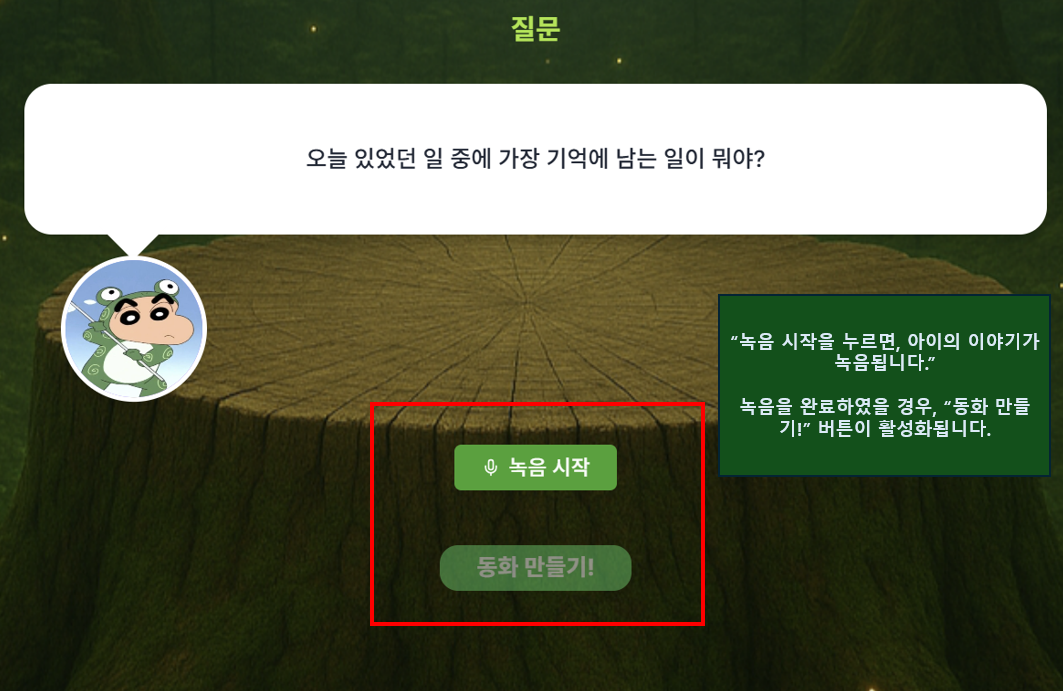 질문
오늘 있었던 일 중에 가장 기억에 남는 일이 뭐야?
“녹음 시작을 누르면, 아이의 이야기가
녹음됩니다.”
녹음을 완료하였을 경우, “동화 만들
기!” 버튼이 활성화됩니다.
녹음 시작
동화 만들기!